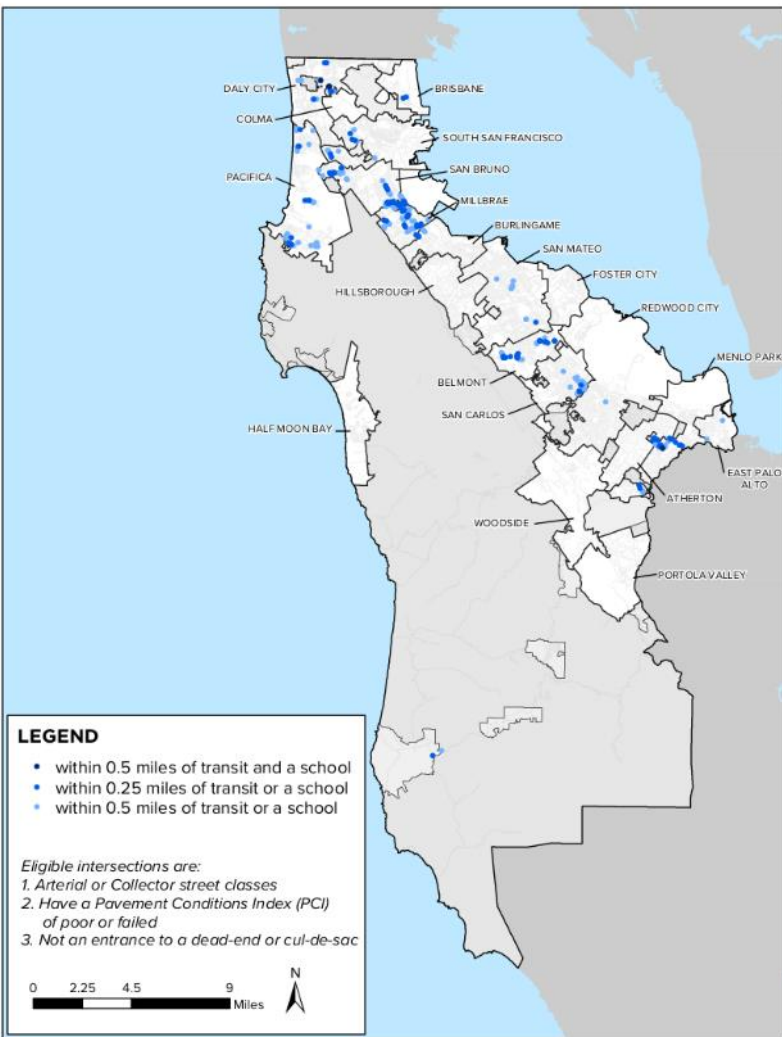 DALY CITY
BRISBANE
COLMA
SOUTH SAN FRANCISCO
SAN BRUNO
PACIFICA
MILLBRAE
BURLINGAME
SAN MATEO
FOSTER CITY
HILLSBOROUGH
REDWOOD CITY
MENLO PARK
BELMONT
SAN CARLOS
HALF MOON BAY
EAST PALO
ALTO
ATHERTON
WOODSIDE
PORTOLA VALLEY
LEGEND
within 0.5 miles of transit and a school
within 0.25 miles of transit or a school
within 0.5 miles of transit or a school
Eligible intersections are:
1. Arterial or Collector street classes
2. Have a Pavement Conditions Index (PCI)
of poor or failed
3. Not an entrance to a dead-end or cul-de-sac
N
0 2.25 4.5 9
Miles